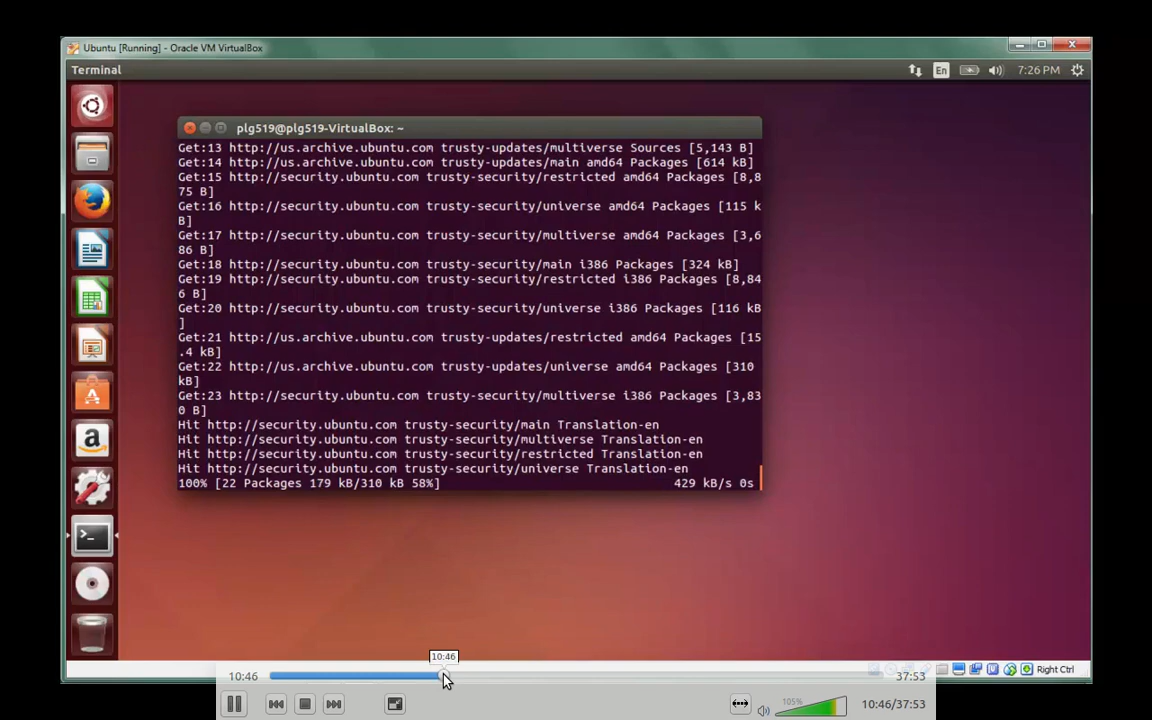 Ubuntu [Running] - Oracle VM VirtualBox
Terminal
En
7:26 PM
plg519@plg519-VirtualBox: ~
Get:13 http://us.archive.ubuntu.com trusty-updates/multiverse Sources [5,143 B]
Get:14 http://us.archive.ubuntu.com trusty-updates/main amd64 Packages [614 kB]
Get:15 http://security.ubuntu.com trusty-security/restricted amd64 Packages [8,8
75 B]
Get:16 http://security.ubuntu.com trusty-security/universe amd64 Packages [115 k
B]
Get:17 http://security.ubuntu.com trusty-security/multiverse amd64 Packages [3,6
86 B]
Get:18 http://security.ubuntu.com trusty-security/main i386 Packages [324 kB]
Get:19 http://security.ubuntu.com trusty-security/restricted i386 Packages [8,84
6 B]
Get:20 http://security.ubuntu.com trusty-security/universe i386 Packages [116 kB
]
Get:21 http://us.archive.ubuntu.com trusty-updates/restricted amd64 Packages [15
.4 kB]
Get:22 http://us.archive.ubuntu.com trusty-updates/universe amd64 Packages [310
kB]
Get:23 http://security.ubuntu.com trusty-security/multiverse i386 Packages [3,83
0 B]
Hit http://security.ubuntu.com trusty-security/main Translation-en
Hit http://security.ubuntu.com trusty-security/multiverse Translation-en
Hit http://security.ubuntu.com trusty-security/restricted Translation-en
Hit http://security.ubuntu.com trusty-security/universe Translation-en
100% [22 Packages 179 kB/310 kB 58%] 429 kB/s 0s
Right Ctrl
10:46
10:46
37:53
105%
10:46/37:53